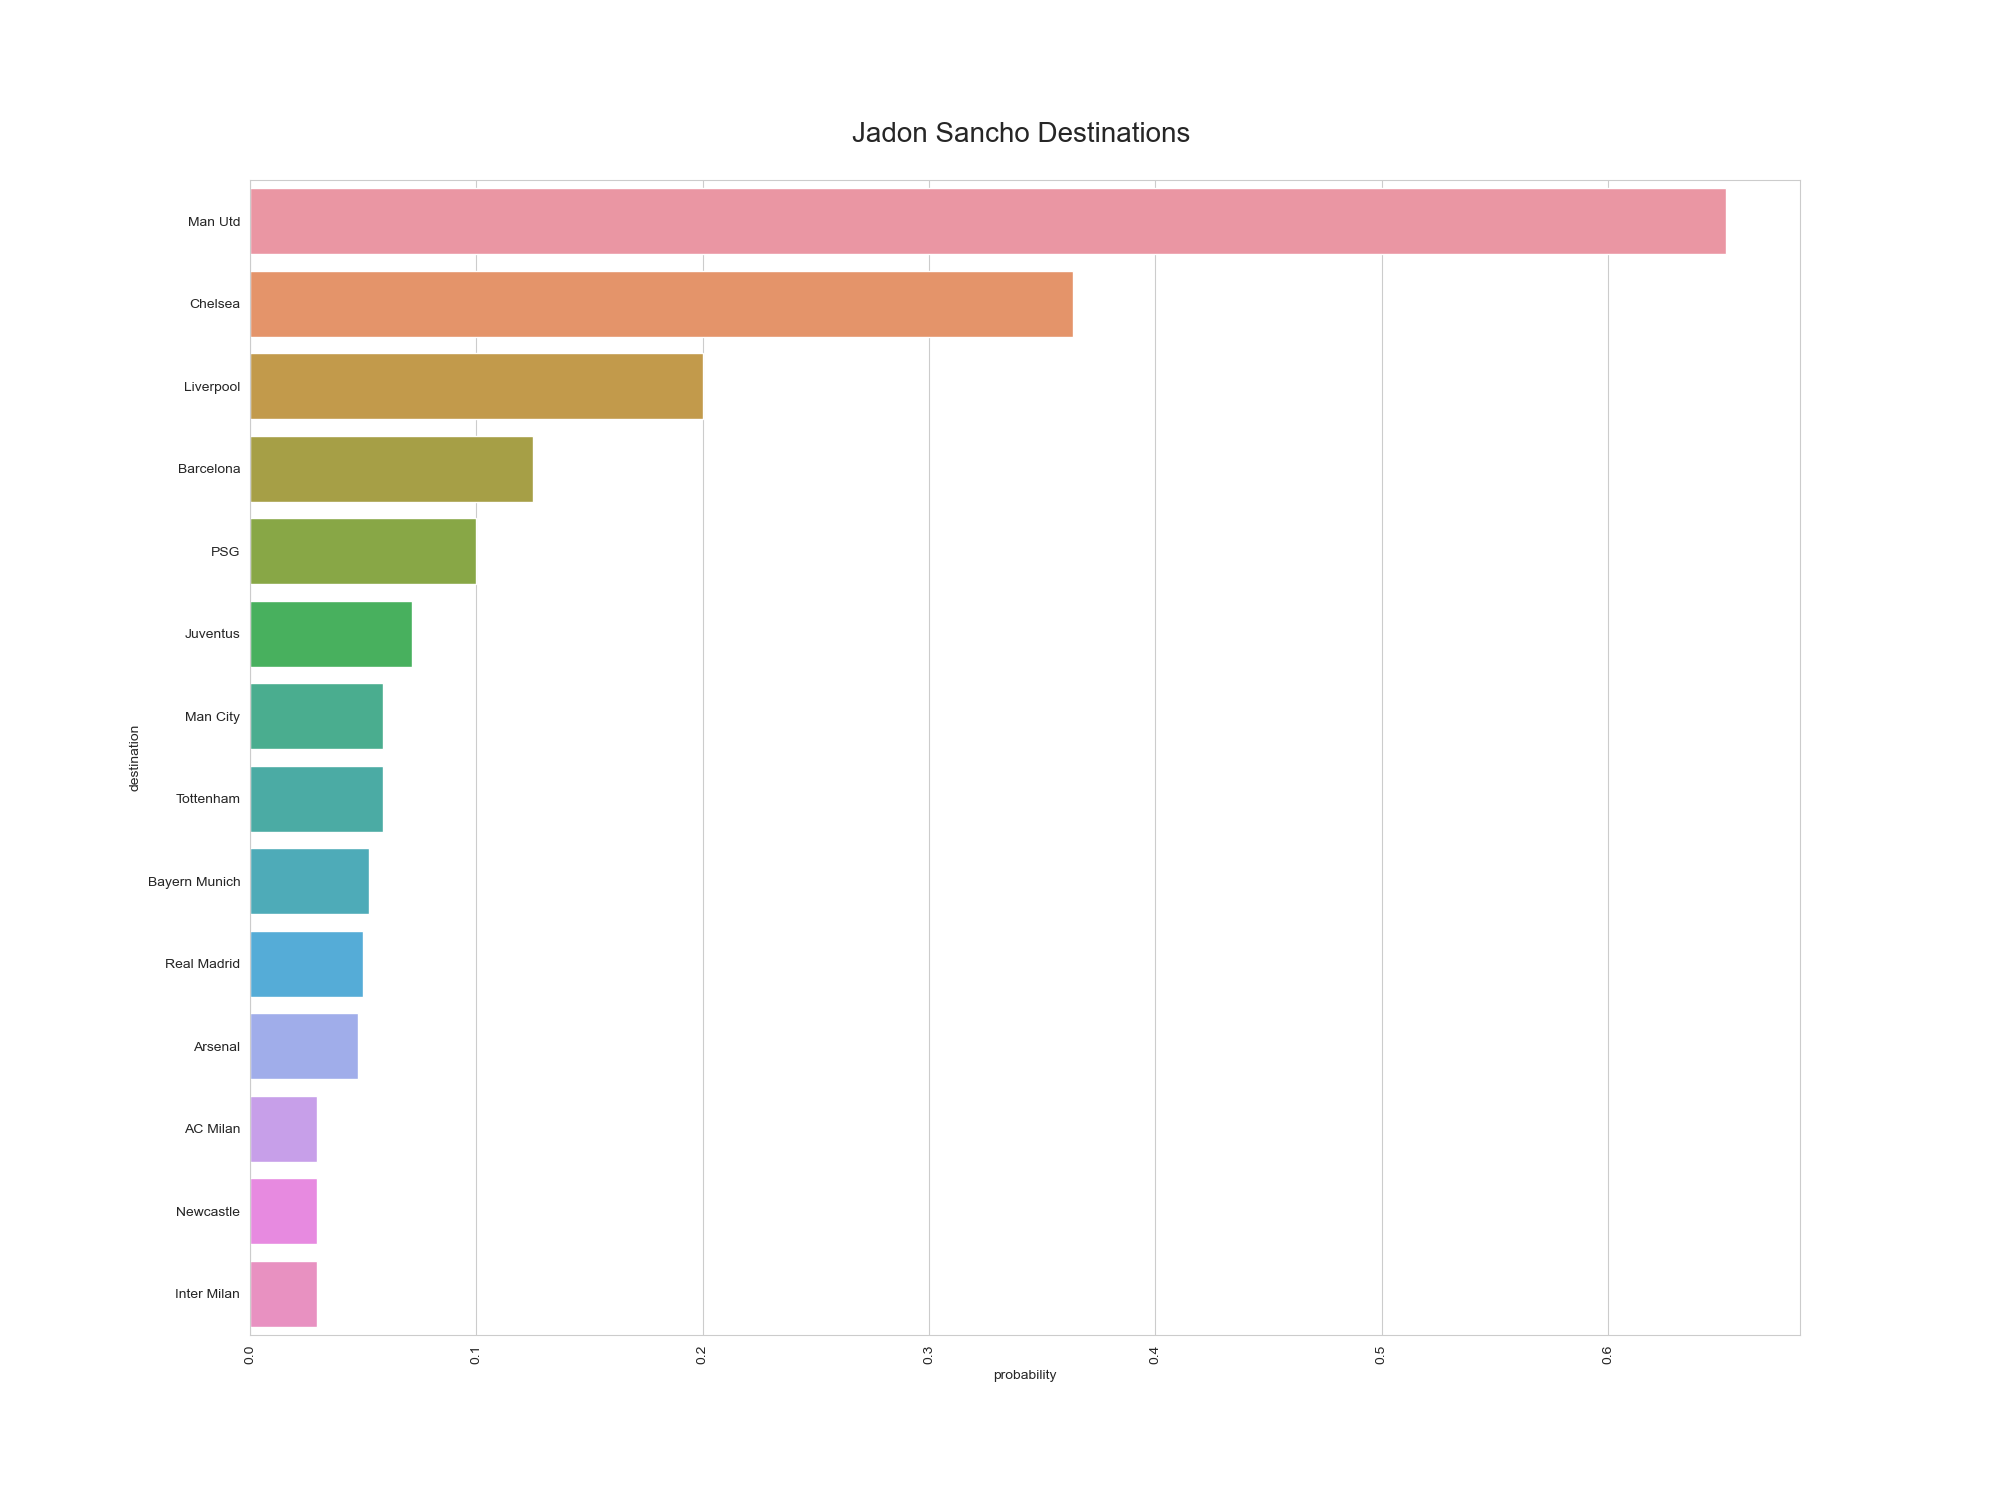 Jadon Sancho Destinations
Man Utd
Chelsea
Liverpool
Barcelona
PSG
Juventus
Man City
Tottenham
Bayern Munich
Real Madrid
Arsenal
AC Milan
Newcastle
Inter Milan
destination
0.0 0.1 0.2 0.3 0.4 0.5 0.6
probability